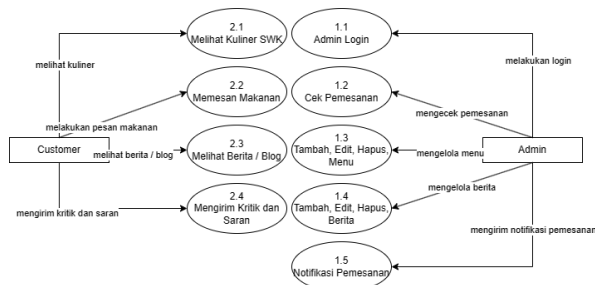 2.1
Melihat Kuliner SWK
1.1
Admin Login
melihat kuliner
melakukan login
2.2
Memesan Makanan
1.2
Cek Pemesanan
melakukan pesan makanan
mengecek pemesanan
Customer
melihat berita / blog
2.3
Melihat Berita / Blog
1.3
Tambah, Edit, Hapus,
Menu
mengelola menu
Admin
mengelola berita
2.4
Mengirim Kritik dan
Saran
1.4
Tambah, Edit, Hapus,
Berita
mengirim kritik dan saran
mengirim notifikasi pemesanan
1.5
Notifikasi Pemesanan